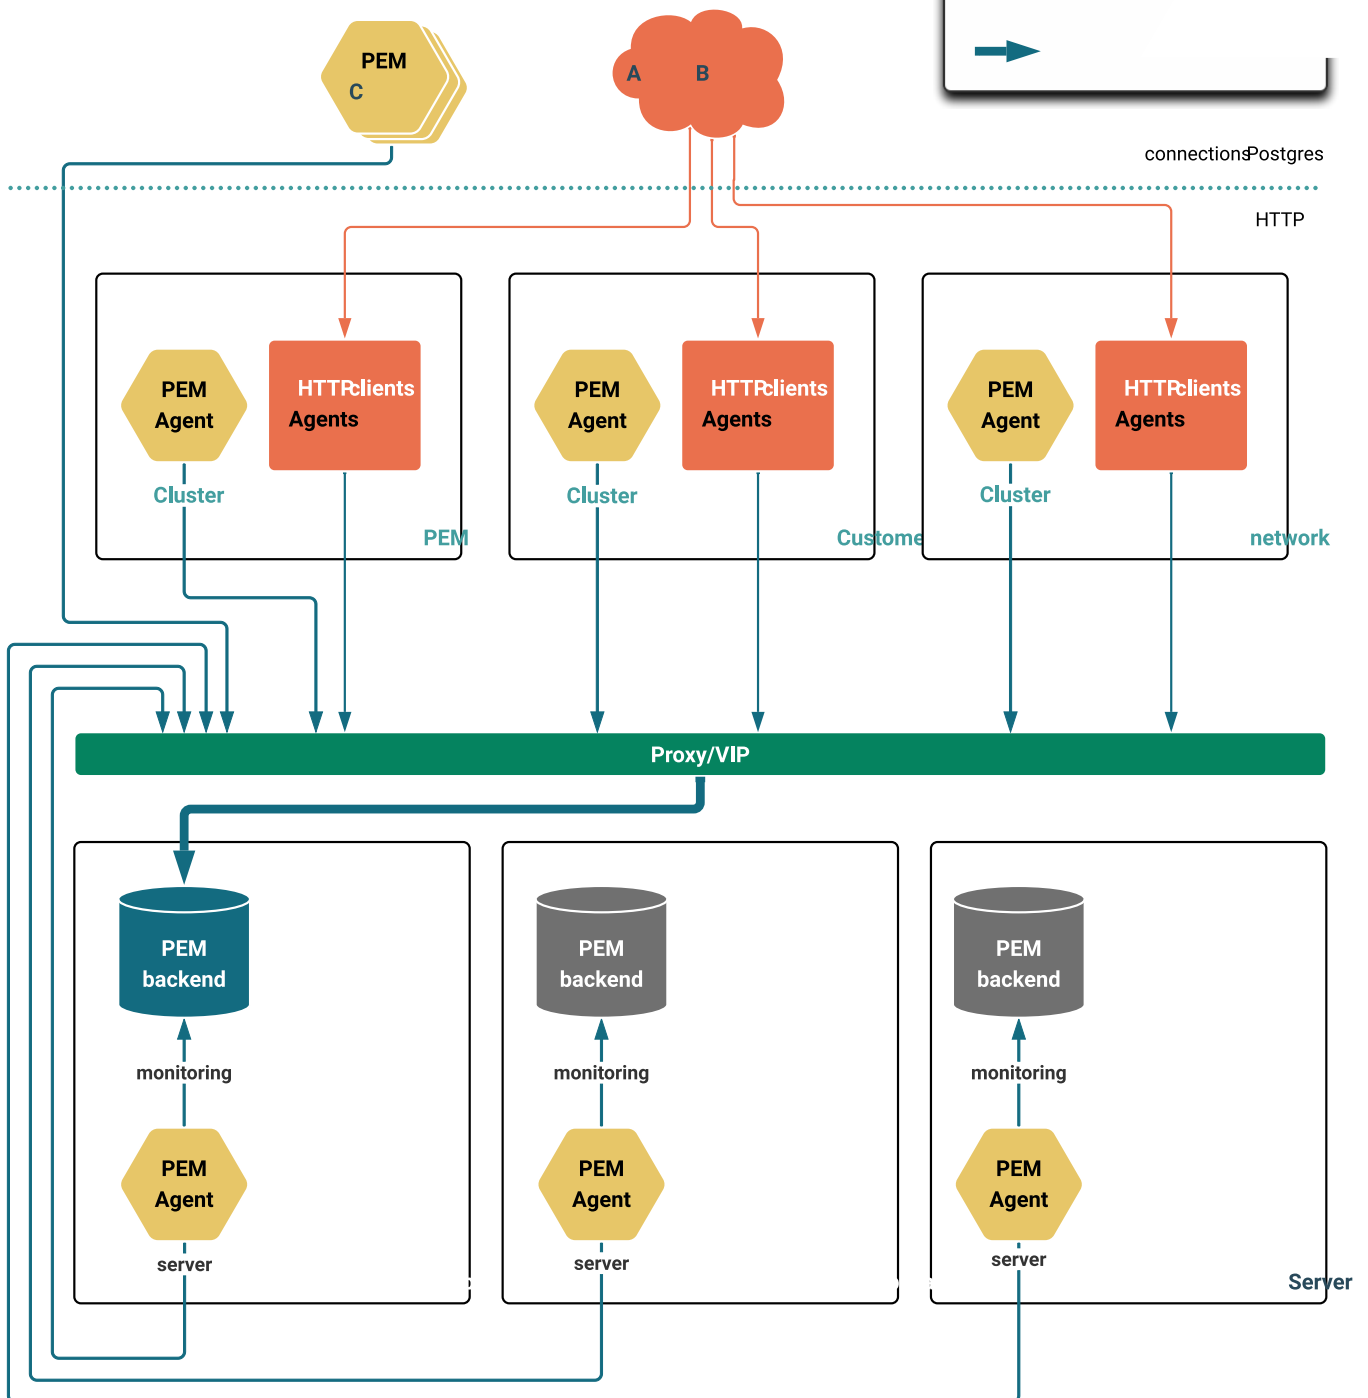 PEM
C
A B
connectionsPostgres
HTTP
PEM
Agent
HTTPclients
Agents
PEM
Agent
HTTPclients
Agents
PEM
Agent
HTTPclients
Agents
Cluster
Cluster
Cluster
PEM
Custome
network
Proxy/VIP
PEM
backend
PEM
backend
PEM
backend
monitoring
monitoring
monitoring
PEM
Agent
PEM
Agent
PEM
Agent
server
server
server
Server